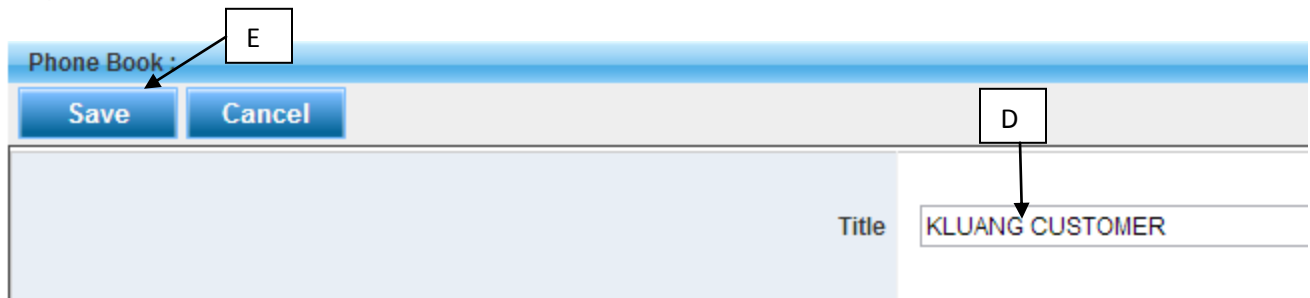 E
Phone Book :
Save Cancel
D
Title KLUANG CUSTOMER